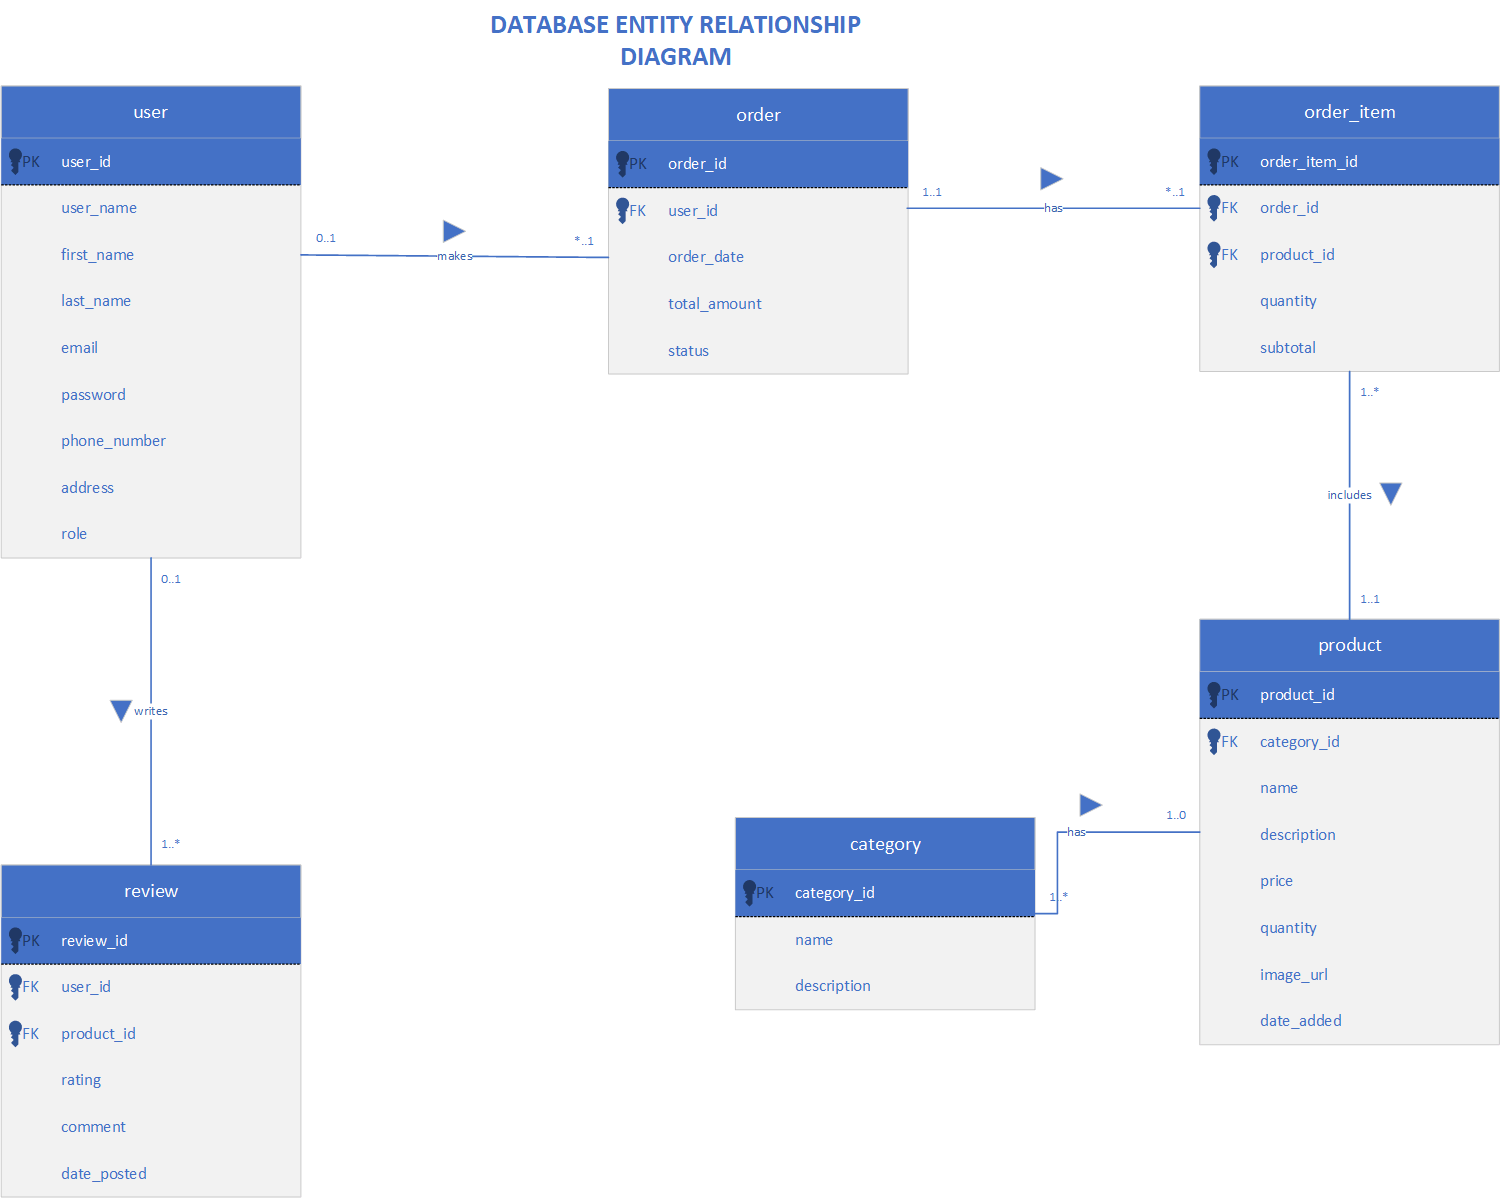 DATABASE ENTITY RELATIONSHIP
DIAGRAM
user
PK user_id
user_name
first_name
last_name
email
password
phone_number
address
role
0..1
makes
*..1
order
PK order_id
FK user_id
order_date
total_amount
status
1..1
has
*..1
order_item
PK order_item_id
FK order_id
FK product_id
quantity
subtotal
1..*
includes
1..1
product
PK product_id
FK category_id
name
description
price
quantity
image_url
date_added
1..0
has
1..*
category
PK category_id
name
description
0..1
writes
1..*
review
PK review_id
FK user_id
FK product_id
rating
comment
date_posted